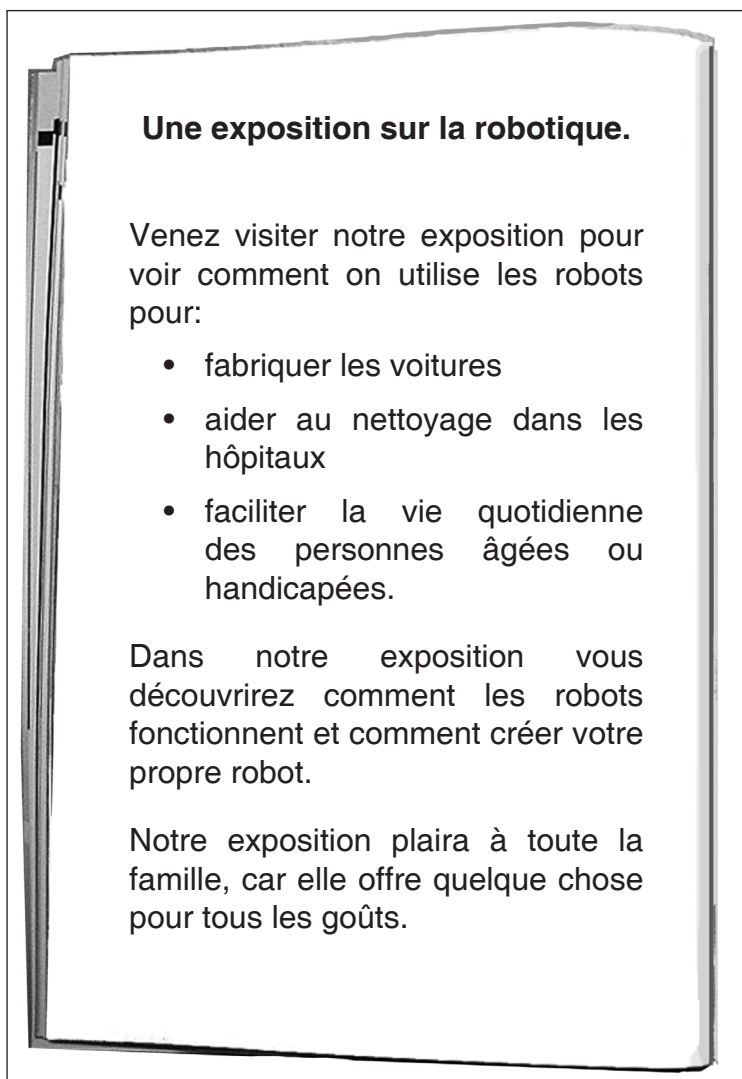 Une exposition sur la robotique.
Venez visiter notre exposition pour
voir comment on utilise les robots
pour:
• fabriquer les voitures
• aider au nettoyage dans les
hôpitaux
• faciliter la vie quotidienne
des personnes âgées ou
handicapées.
Dans notre exposition vous
découvrirez comment les robots
fonctionnent et comment créer votre
propre robot.
Notre exposition plaira à toute la
famille, car elle offre quelque chose
pour tous les goûts.